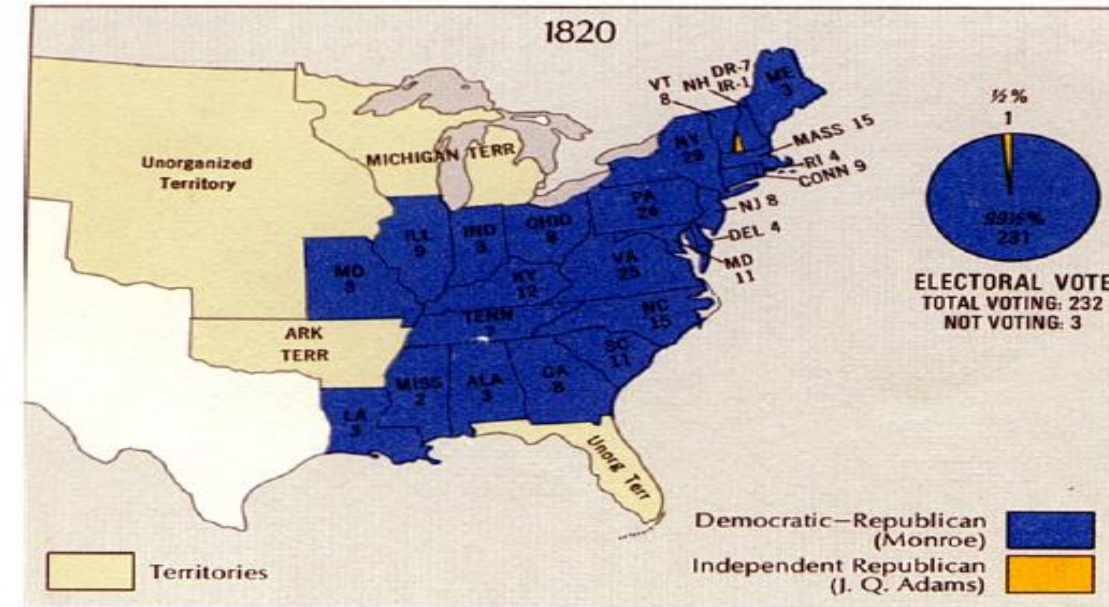 1820
VT
8
NH
DR-7
IR-1
ME
3
½%
1
MASS 15
NY
29
RI 4
CONN 9
Unorganized
Territory
MICHIGAN TERR
PA
24
NJ 8
99½%
231
ILL
9
IND
3
OHIO
8
DEL 4
MD
11
VA
25
MO
3
KY
12
ELECTORAL VOTE
TOTAL VOTING: 232
NOT VOTING: 3
TENN
7
NC
15
ARK
TERR
SC
11
MISS
2
ALA
3
GA
8
LA
3
Unorg Terr
Democratic-Republican
(Monroe)
Independent Republican
(J. Q. Adams)
Territories